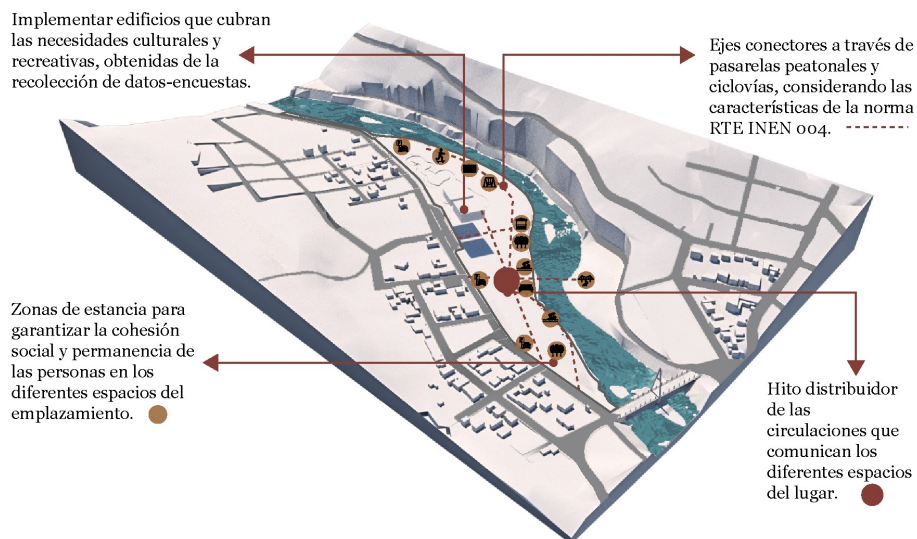 Implementar edificios que cubran
las necesidades culturales y
recreativas, obtenidas de la
recolección de datos-encuestas.
Ejes conectores a través de
pasarelas peatonales y
ciclovías, considerando las
características de la norma
RTE INEN 004.
Zonas de estancia para
garantizar la cohesión
social y permanencia de
las personas en los
diferentes espacios del
emplazamiento.
Hito distribuidor
de las
circulaciones que
comunican los
diferentes espacios
del lugar.